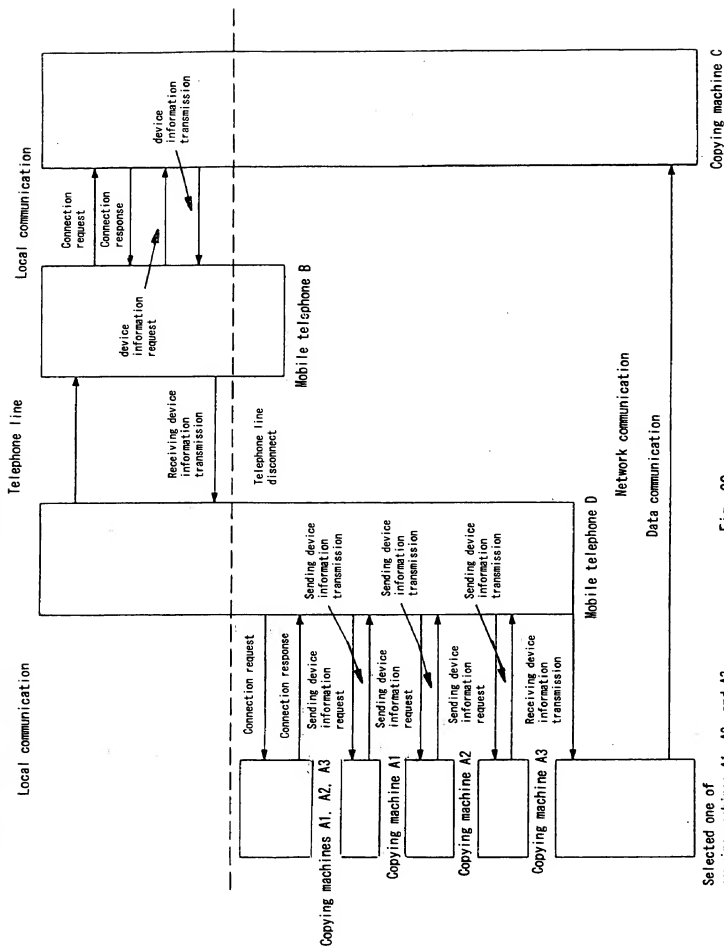 Local communication
Telephone line
Local communication
Connection
request
Connection
response
device
information
request
device
information
transmission
Receiving device
information
transmission
Telephone line
disconnect
Mobile telephone B
Copying machine C
Connection request
Connection response
Sending device
information
request
Sending device
information
transmission
Sending device
information
request
Sending device
information
transmission
Sending device
information
request
Sending device
information
transmission
Receiving device
information
transmission
Mobile telephone D
Copying machines A1, A2, A3
Copying machine A1
Copying machine A2
Copying machine A3
Network communication
Data communication
Selected one of